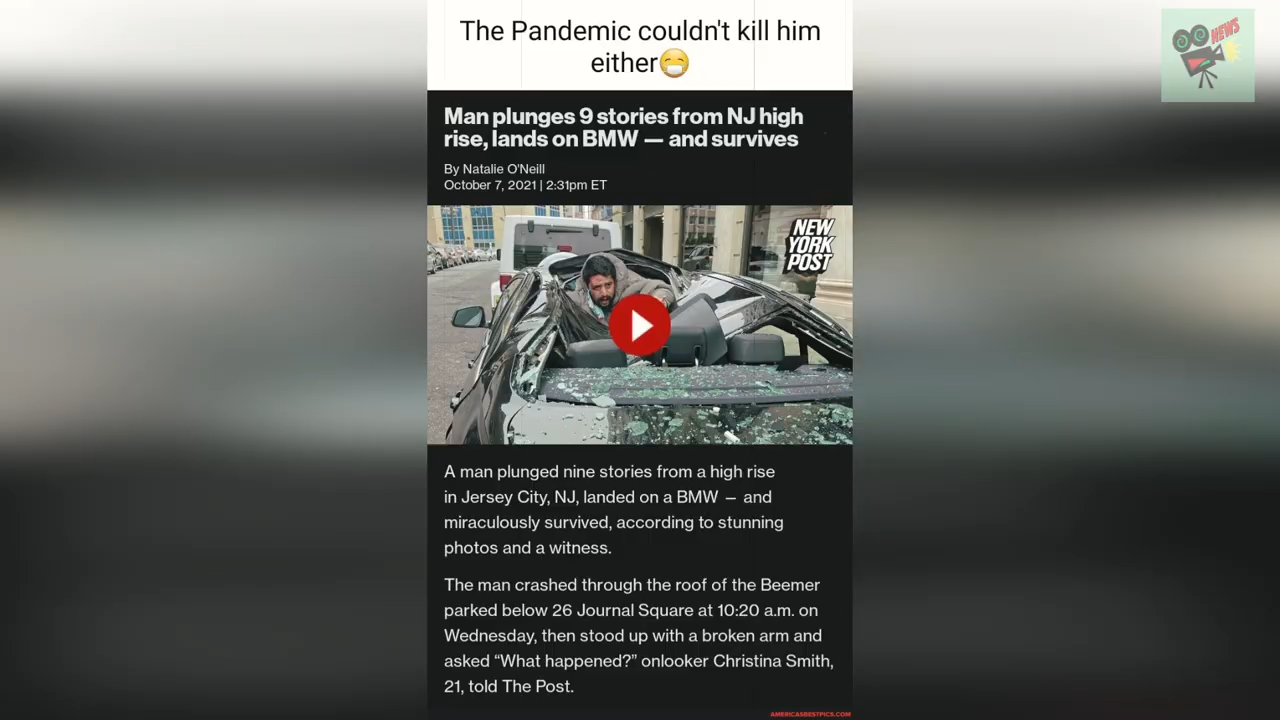 The Pandemic couldn't kill him
either😷
NEWS
Man plunges 9 stories from NJ high
rise, lands on BMW — and survives
By Natalie O'Neill
October 7, 2021 | 2:31pm ET
NEW
YORK
POST
A man plunged nine stories from a high rise
in Jersey City, NJ, landed on a BMW — and
miraculously survived, according to stunning
photos and a witness.
The man crashed through the roof of the Beemer
parked below 26 Journal Square at 10:20 a.m. on
Wednesday, then stood up with a broken arm and
asked “What happened?” onlooker Christina Smith,
21, told The Post.
AMERICASBESTPICS.COM